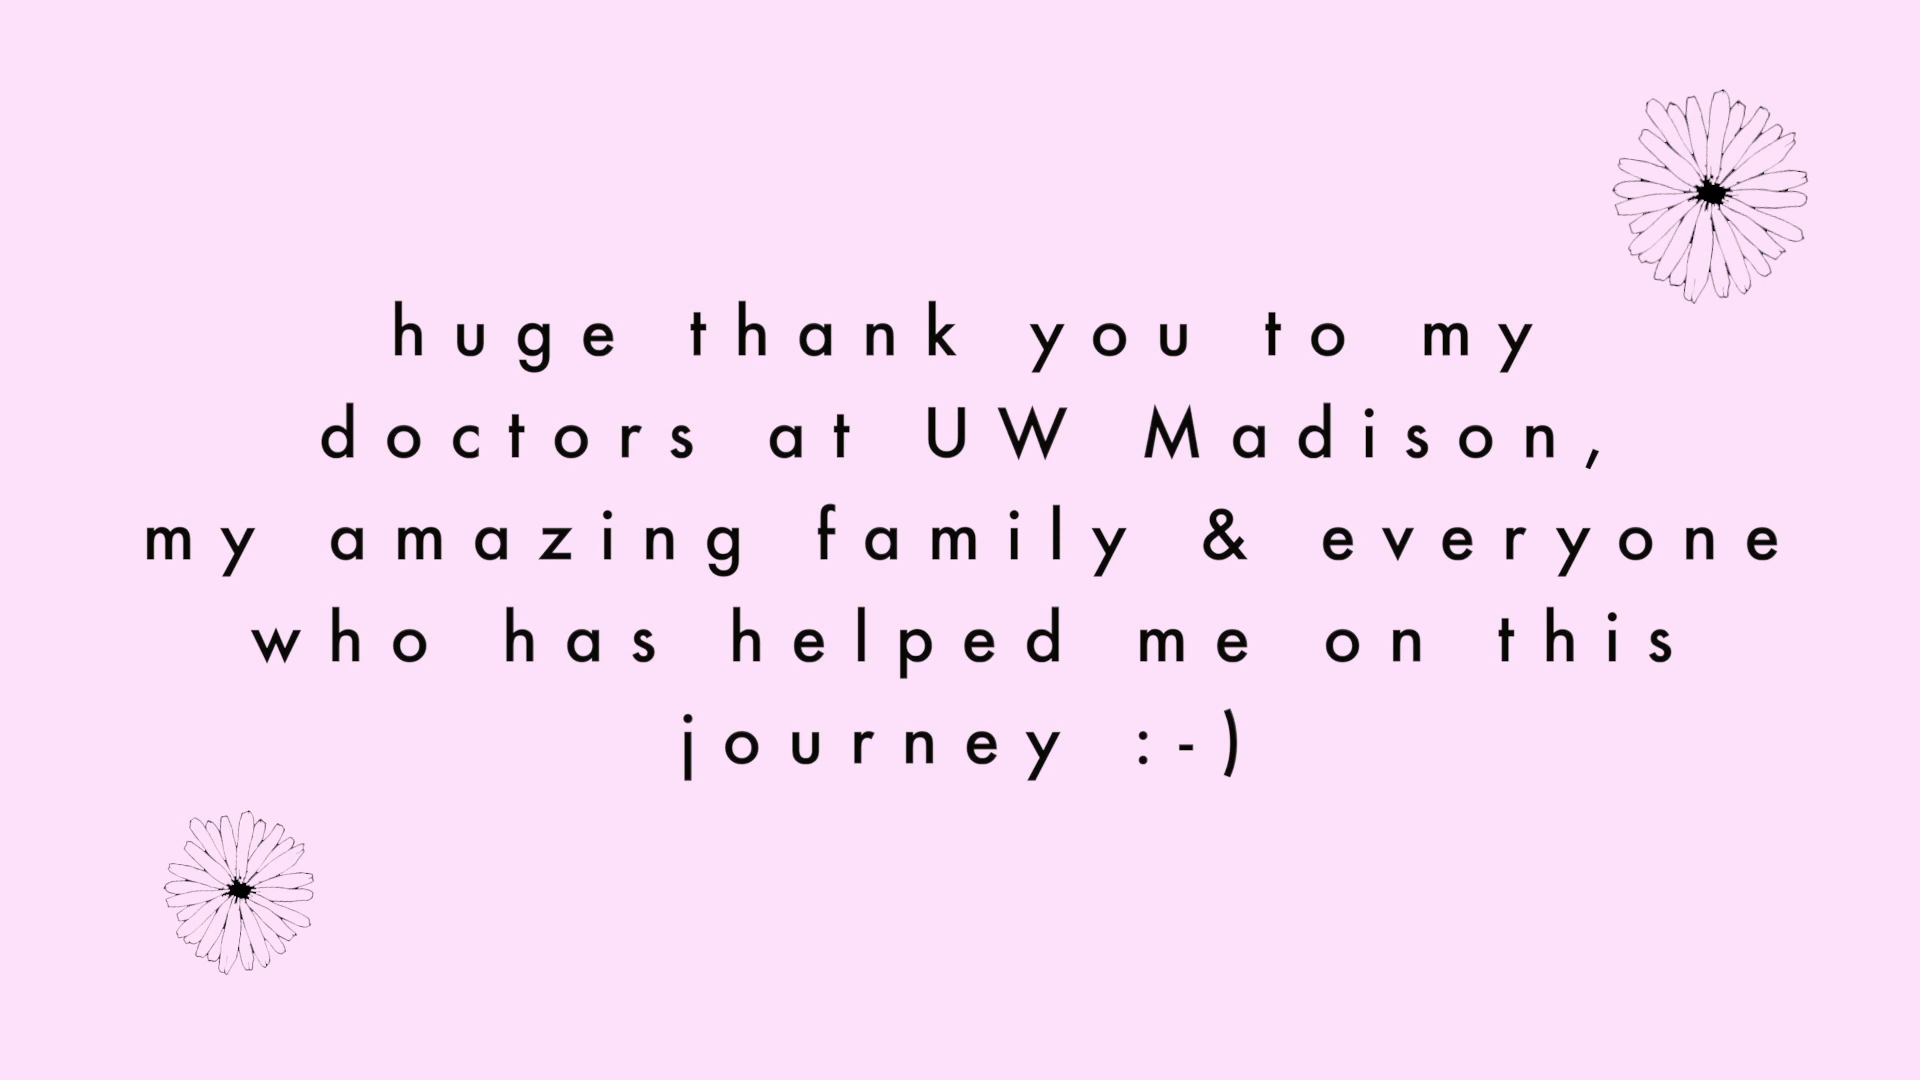 huge thank you to my
doctors at UW Madison,
my amazing family & everyone
who has helped me on this
journey :-)